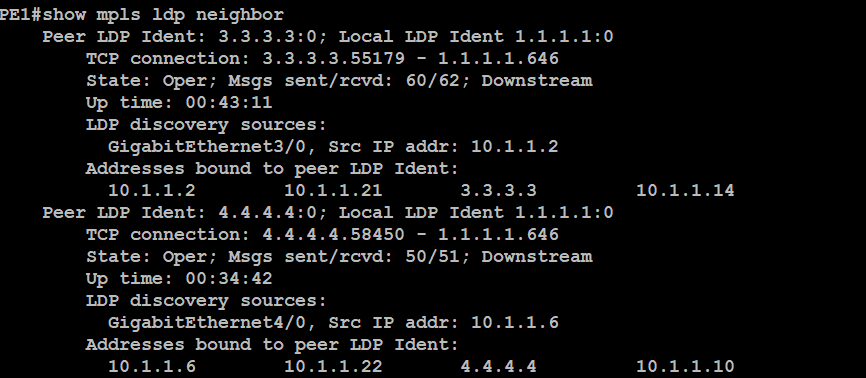 PE1#show mpls ldp neighbor
Peer LDP Ident: 3.3.3.3:0; Local LDP Ident 1.1.1.1:0
TCP connection: 3.3.3.3.55179 - 1.1.1.1.646
State: Oper; Msgs sent/rcvd: 60/62; Downstream
Up time: 00:43:11
LDP discovery sources:
GigabitEthernet3/0, Src IP addr: 10.1.1.2
Addresses bound to peer LDP Ident:
10.1.1.2 10.1.1.21 3.3.3.3 10.1.1.14
Peer LDP Ident: 4.4.4.4:0; Local LDP Ident 1.1.1.1:0
TCP connection: 4.4.4.4.58450 - 1.1.1.1.646
State: Oper; Msgs sent/rcvd: 50/51; Downstream
Up time: 00:34:42
LDP discovery sources:
GigabitEthernet4/0, Src IP addr: 10.1.1.6
Addresses bound to peer LDP Ident:
10.1.1.6 10.1.1.22 4.4.4.4 10.1.1.10